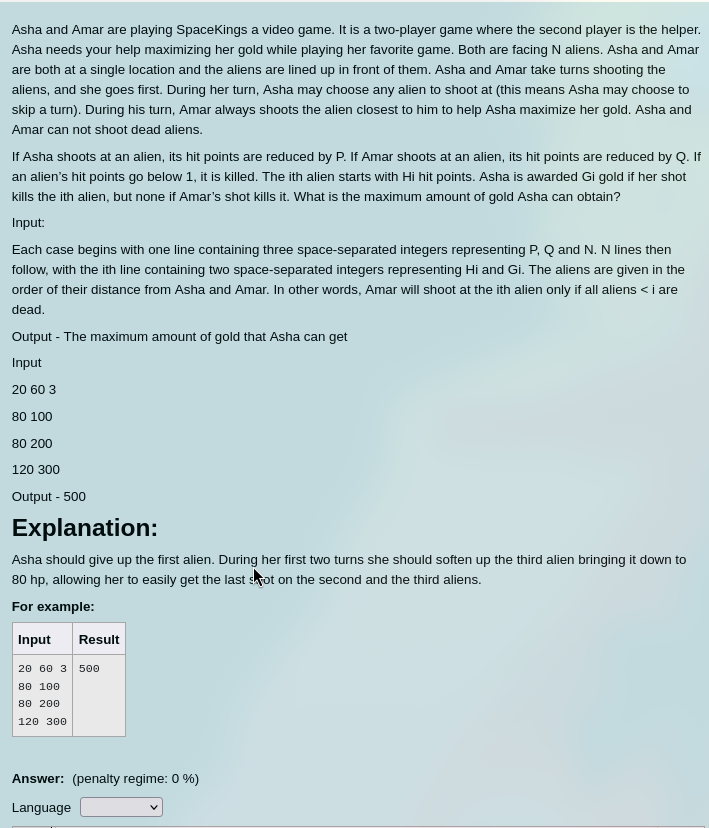 Asha and Amar are playing SpaceKings a video game. It is a two-player game where the second player is the helper.
Asha needs your help maximizing her gold while playing her favorite game. Both are facing N aliens. Asha and Amar
are both at a single location and the aliens are lined up in front of them. Asha and Amar take turns shooting the
aliens, and she goes first. During her turn, Asha may choose any alien to shoot at (this means Asha may choose to
skip a turn). During his turn, Amar always shoots the alien closest to him to help Asha maximize her gold. Asha and
Amar can not shoot dead aliens.
If Asha shoots at an alien, its hit points are reduced by P. If Amar shoots at an alien, its hit points are reduced by Q. If
an alien's hit points go below 1, it is killed. The ith alien starts with Hi hit points. Asha is awarded Gi gold if her shot
kills the ith alien, but none if Amar's shot kills it. What is the maximum amount of gold Asha can obtain?
Input:
Each case begins with one line containing three space-separated integers representing P, Q and N. N lines then
follow, with the ith line containing two space-separated integers representing Hi and Gi. The aliens are given in the
order of their distance from Asha and Amar. In other words, Amar will shoot at the ith alien only if all aliens < i are
dead.
Output - The maximum amount of gold that Asha can get
Input
20 60 3
80 100
80 200
120 300
Output - 500
Explanation:
Asha should give up the first alien. During her first two turns she should soften up the third alien bringing it down to
80 hp, allowing her to easily get the last shot on the second and the third aliens.
For example:
Input Result
20 60 3 500
80 100
80 200
120 300
Answer: (penalty regime: 0 %)
Language